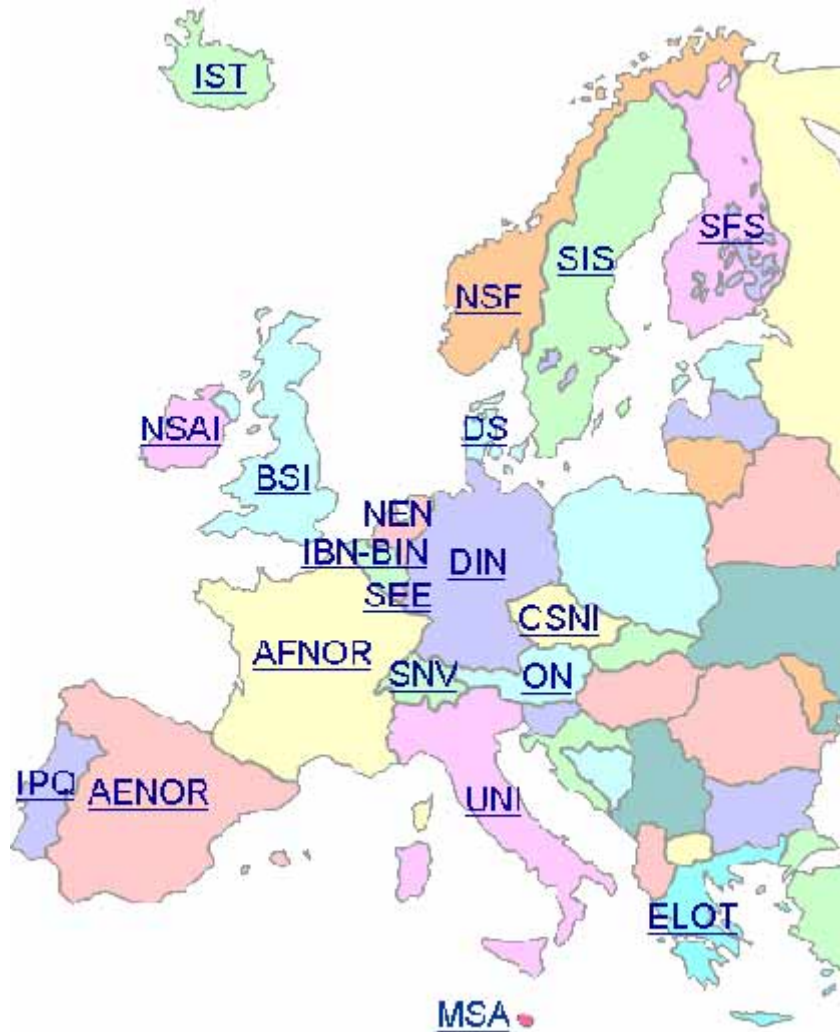 IST
SFS
SIS
NSF
NSAI
DS
BSI
NEN
IBN-BIN
DIN
SEE
CSNI
AFNOR
SNV
ON
IPQ
AENOR
UNI
ELOT
MSA